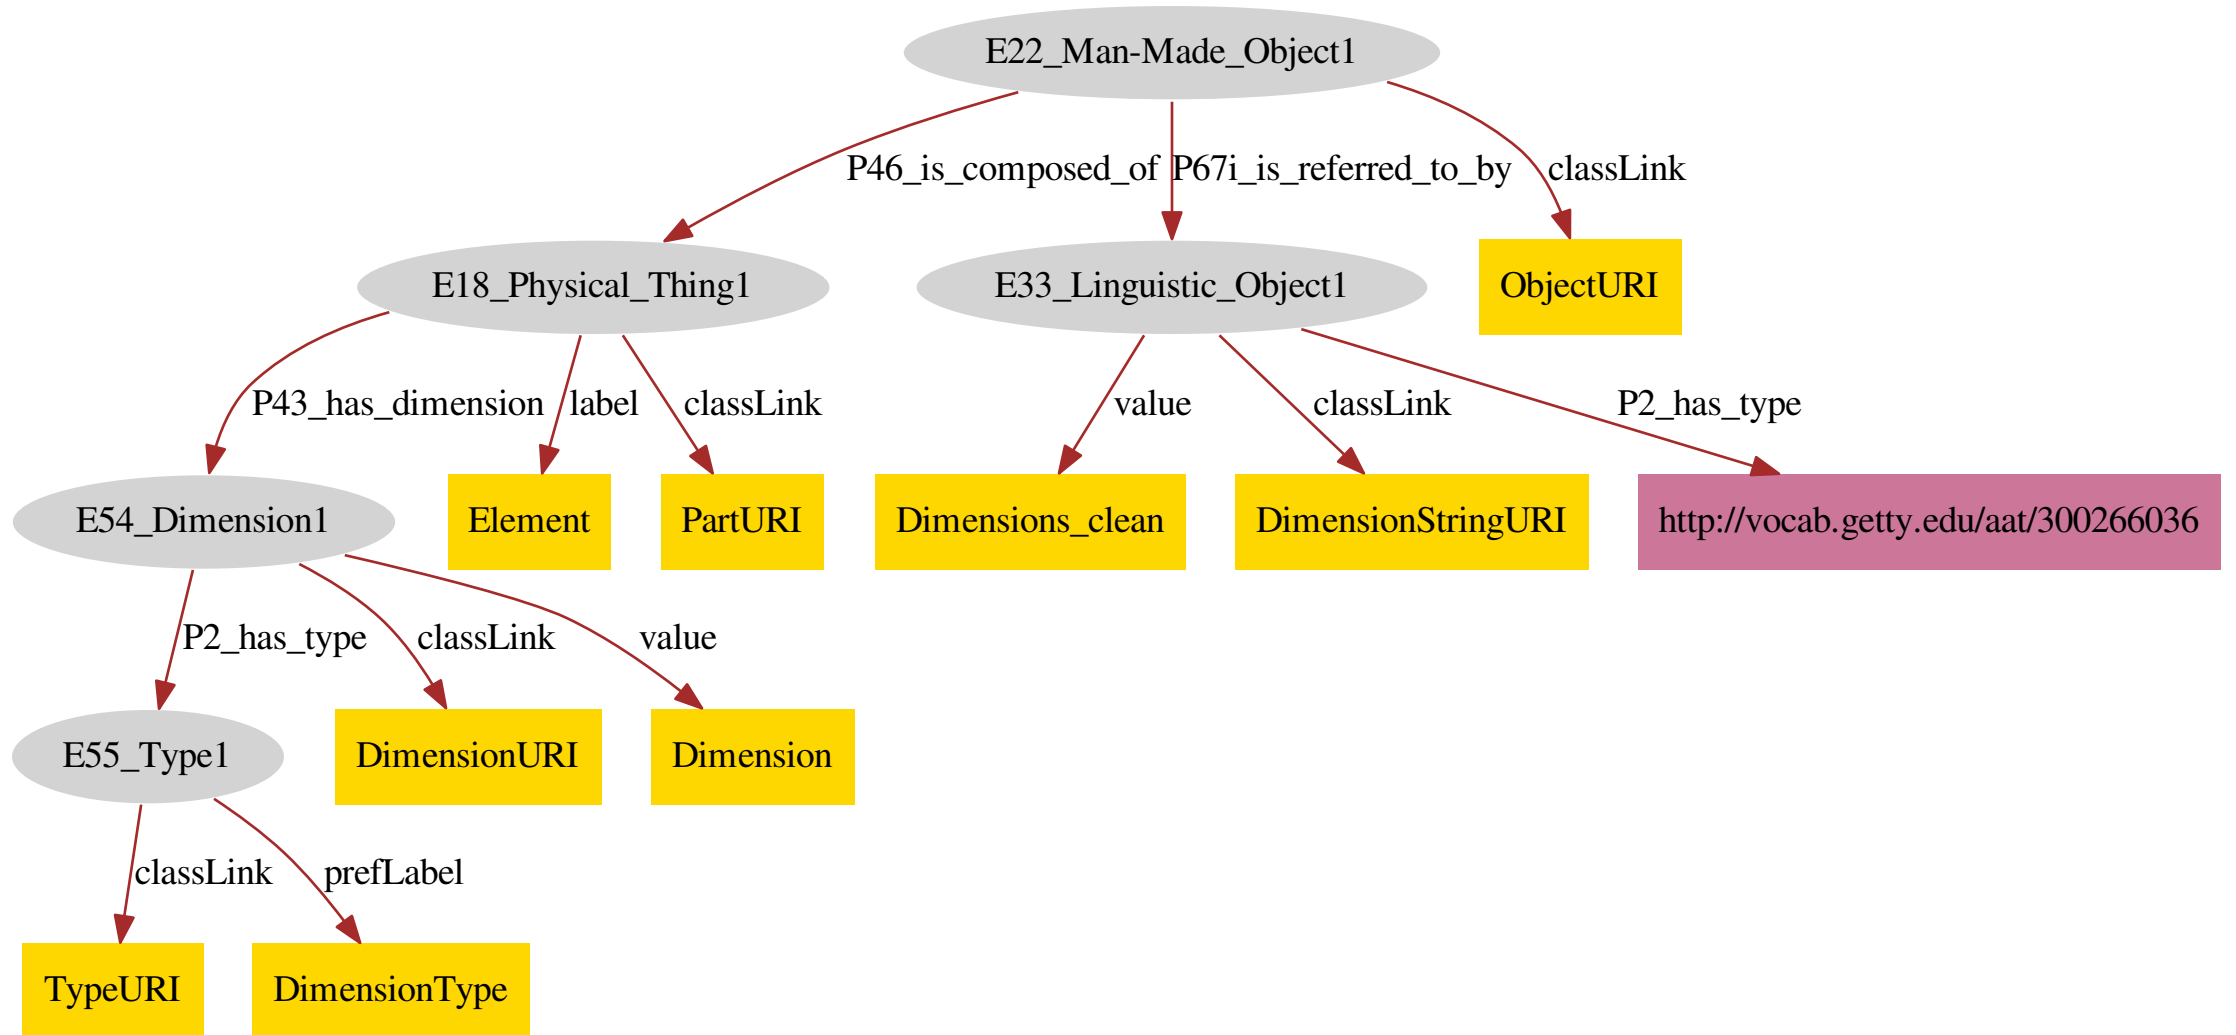 E22_Man-Made_Object1
P46_is_composed_of
P67i_is_referred_to_by
classLink
E18_Physical_Thing1
E33_Linguistic_Object1
ObjectURI
P43_has_dimension
label
classLink
value
classLink
P2_has_type
E54_Dimension1
Element
PartURI
Dimensions_clean
DimensionStringURI
http://vocab.getty.edu/aat/300266036
P2_has_type
classLink
value
E55_Type1
DimensionURI
Dimension
classLink
prefLabel
TypeURI
DimensionType